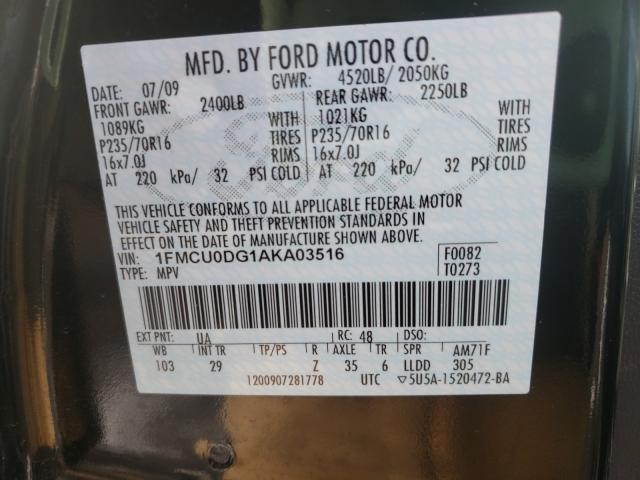 MFD. BY FORD MOTOR CO.
DATE: 07/09 GVWR: 4520LB/ 2050KG
FRONT GAWR: 2400LB REAR GAWR: 2250LB
1089KG WITH 1021KG WITH
P235/70R16 TIRES P235/70R16 TIRES
16x7.0J RIMS 16x7.0J RIMS
AT 220 kPa/ 32 PSI COLD AT 220 kPa/ 32 PSI COLD
THIS VEHICLE CONFORMS TO ALL APPLICABLE FEDERAL MOTOR
VEHICLE SAFETY AND THEFT PREVENTION STANDARDS IN
EFFECT ON THE DATE OF MANUFACTURE SHOWN ABOVE.
VIN: 1FMCU0DG1AKA03516 F0082
TYPE: MPV T0273
EXT PNT: UA RC: 48 DSO:
WB INT TR TP/PS R AXLE TR SPR AM71F
103 29 Z 35 6 LLDD 305
1200907281778 UTC ▽5U5A-1520472-BA
Ford